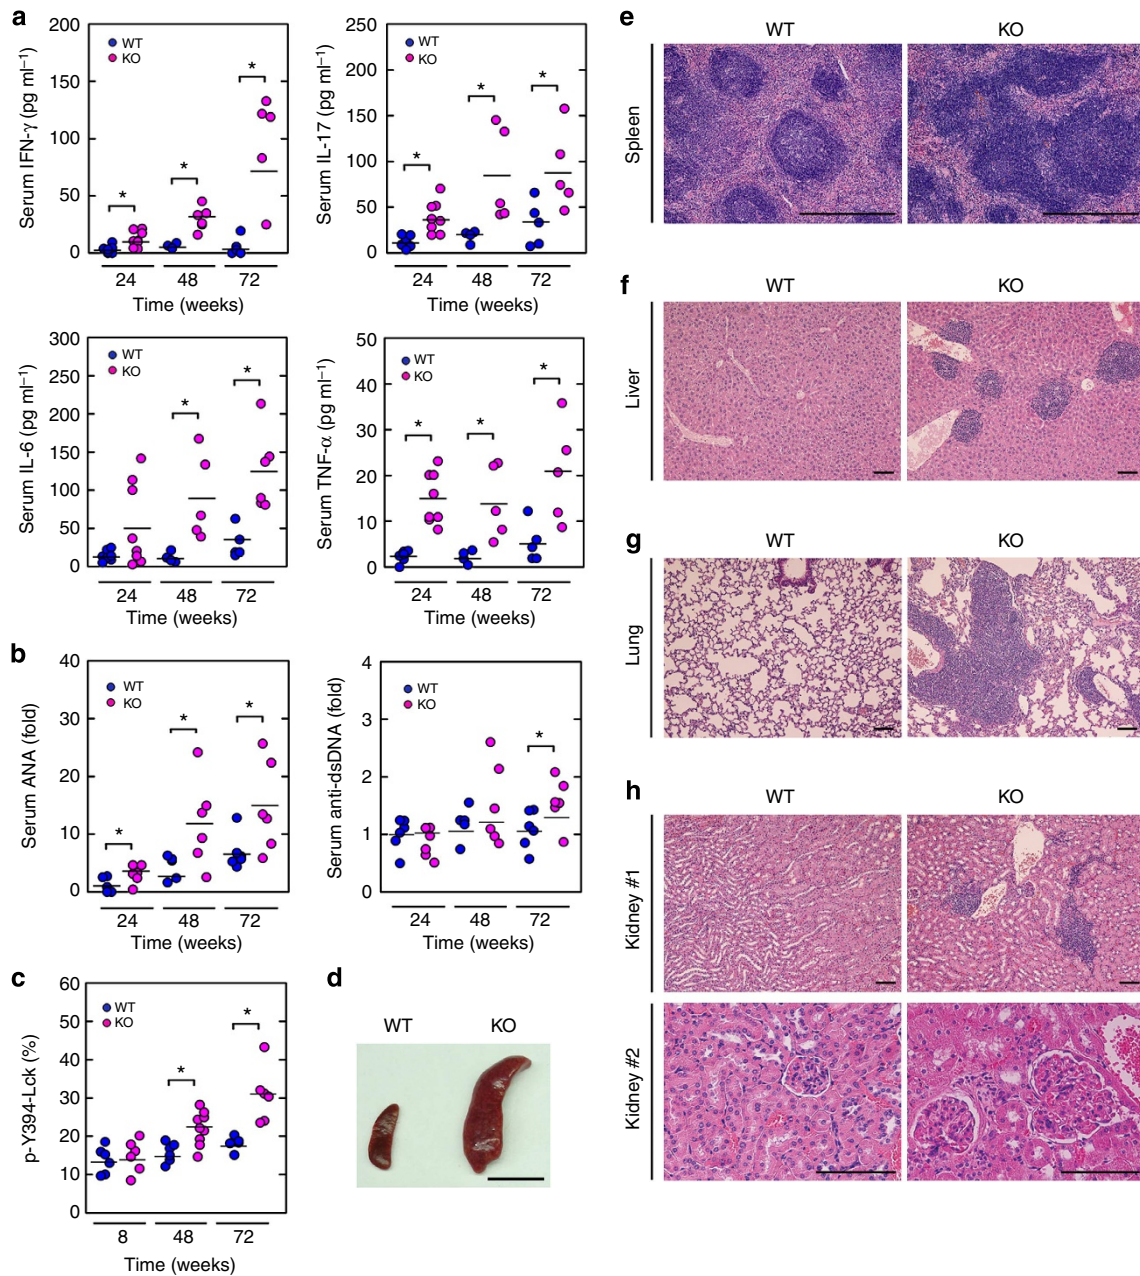 a
200
150
100
50
0
Serum IFN-γ (pg ml⁻¹)
WT
KO
*
*
*
24 48 72
Time (weeks)
250
200
150
100
50
0
Serum IL-17 (pg ml⁻¹)
WT
KO
*
*
*
24 48 72
Time (weeks)
300
250
200
150
100
50
0
Serum IL-6 (pg ml⁻¹)
WT
KO
*
*
24 48 72
Time (weeks)
50
40
30
20
10
0
Serum TNF-α (pg ml⁻¹)
WT
KO
*
*
*
24 48 72
Time (weeks)
b
40
30
20
10
0
Serum ANA (fold)
WT
KO
*
*
*
24 48 72
Time (weeks)
4
3
2
1
0
Serum anti-dsDNA (fold)
WT
KO
*
24 48 72
Time (weeks)
c
60
50
40
30
20
10
0
p- Y394-Lck (%)
WT
KO
*
*
8 48 72
Time (weeks)
d
WT KO
e
WT KO
Spleen
f
WT KO
Liver
g
WT KO
Lung
h
WT KO
Kidney #1
Kidney #2